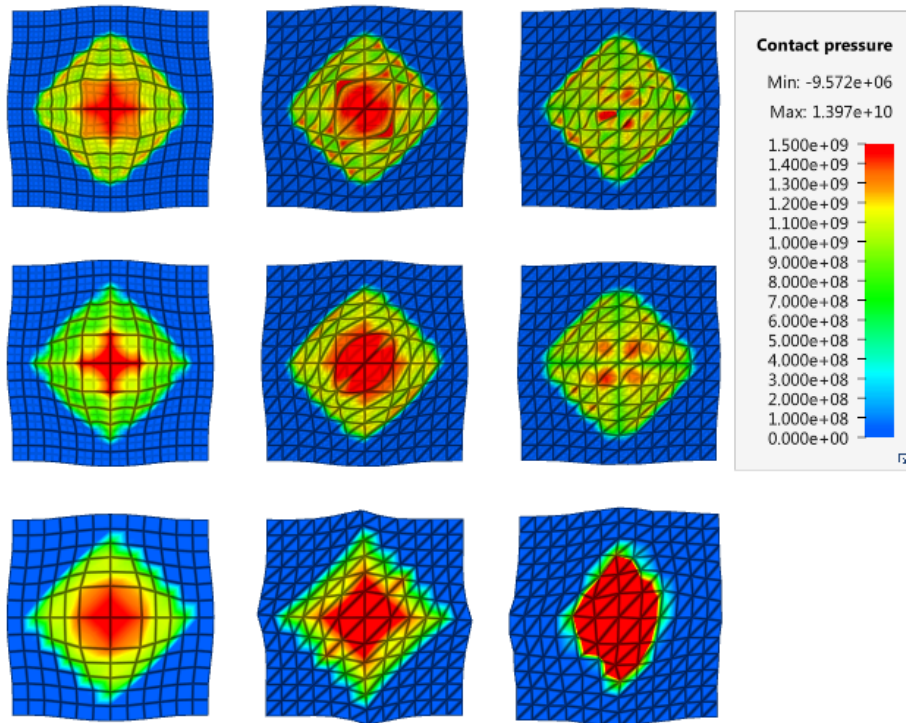 Contact pressure
Min: -9.572e+06
Max: 1.397e+10
1.500e+09
1.400e+09
1.300e+09
1.200e+09
1.100e+09
1.000e+09
9.000e+08
8.000e+08
7.000e+08
6.000e+08
5.000e+08
4.000e+08
3.000e+08
2.000e+08
1.000e+08
0.000e+00